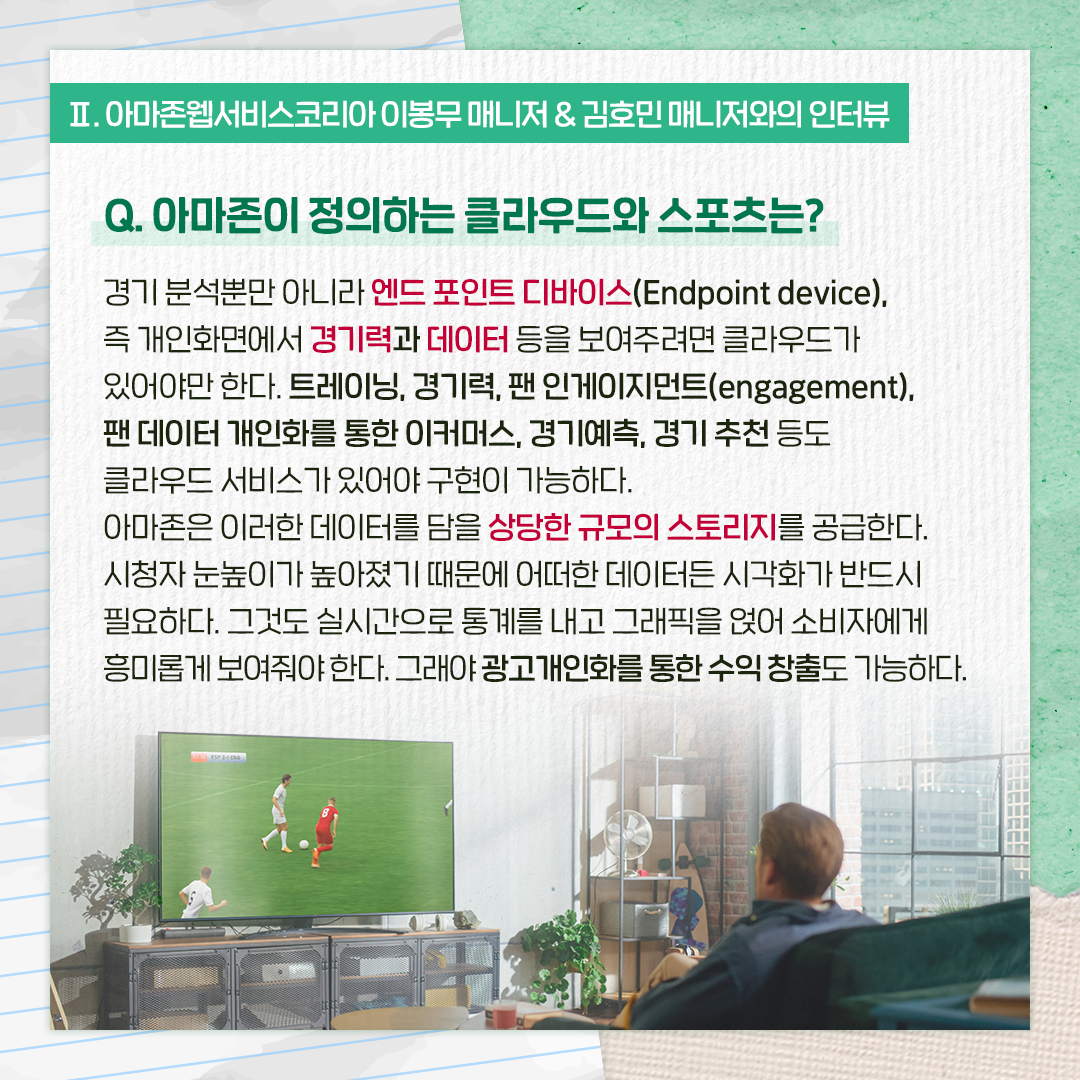 Ⅱ. 아마존웹서비스코리아 이봉무 매니저 & 김호민 매니저와의 인터뷰
Q. 아마존이 정의하는 클라우드와 스포츠는?
경기 분석뿐만 아니라 엔드 포인트 디바이스(Endpoint device),
즉 개인화면에서 경기력과 데이터 등을 보여주려면 클라우드가
있어야만 한다. 트레이닝, 경기력, 팬 인게이지먼트(engagement),
팬 데이터 개인화를 통한 이커머스, 경기예측, 경기 추천 등도
클라우드 서비스가 있어야 구현이 가능하다.
아마존은 이러한 데이터를 담을 상당한 규모의 스토리지를 공급한다.
시청자 눈높이가 높아졌기 때문에 어떠한 데이터든 시각화가 반드시
필요하다. 그것도 실시간으로 통계를 내고 그래픽을 얹어 소비자에게
흥미롭게 보여줘야 한다. 그래야 광고개인화를 통한 수익 창출도 가능하다.
ESP 2-1 ENG
8